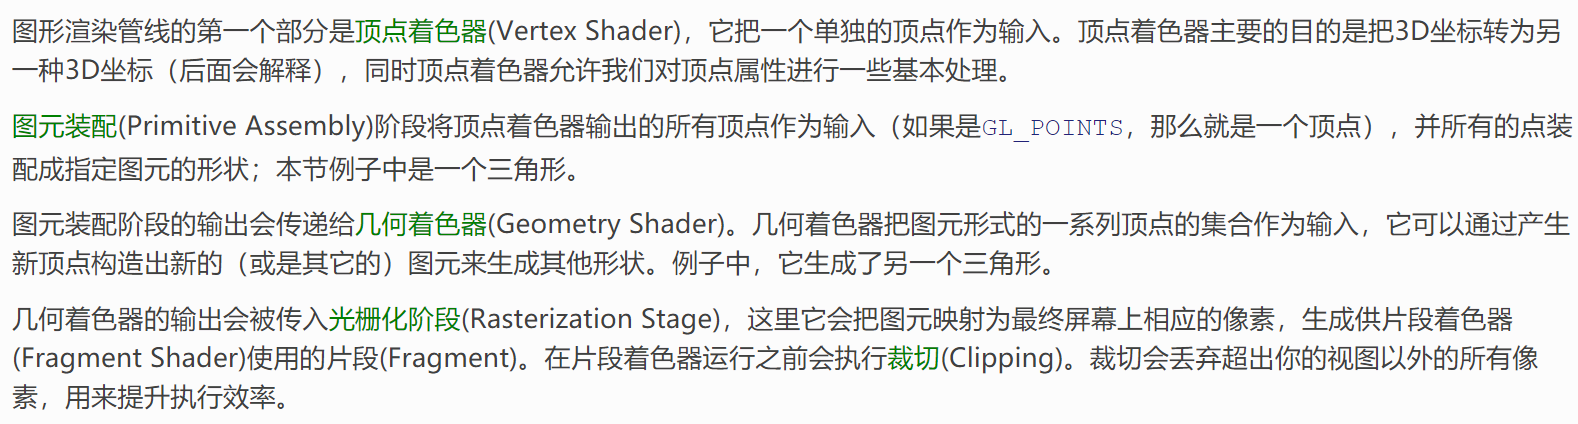 图形渲染管线的第一个部分是顶点着色器(Vertex Shader)，它把一个单独的顶点作为输入。顶点着色器主要的目的是把3D坐标转为另
一种3D坐标（后面会解释），同时顶点着色器允许我们对顶点属性进行一些基本处理。
图元装配(Primitive Assembly)阶段将顶点着色器输出的所有顶点作为输入（如果是GL_POINTS，那么就是一个顶点），并所有的点装
配成指定图元的形状；本节例子中是一个三角形。
图元装配阶段的输出会传递给几何着色器(Geometry Shader)。几何着色器把图元形式的一系列顶点的集合作为输入，它可以通过产生
新顶点构造出新的（或是其它的）图元来生成其他形状。例子中，它生成了另一个三角形。
几何着色器的输出会被传入光栅化阶段(Rasterization Stage)，这里它会把图元映射为最终屏幕上相应的像素，生成供片段着色器
(Fragment Shader)使用的片段(Fragment)。在片段着色器运行之前会执行裁切(Clipping)。裁切会丢弃超出你的视图以外的所有像
素，用来提升执行效率。